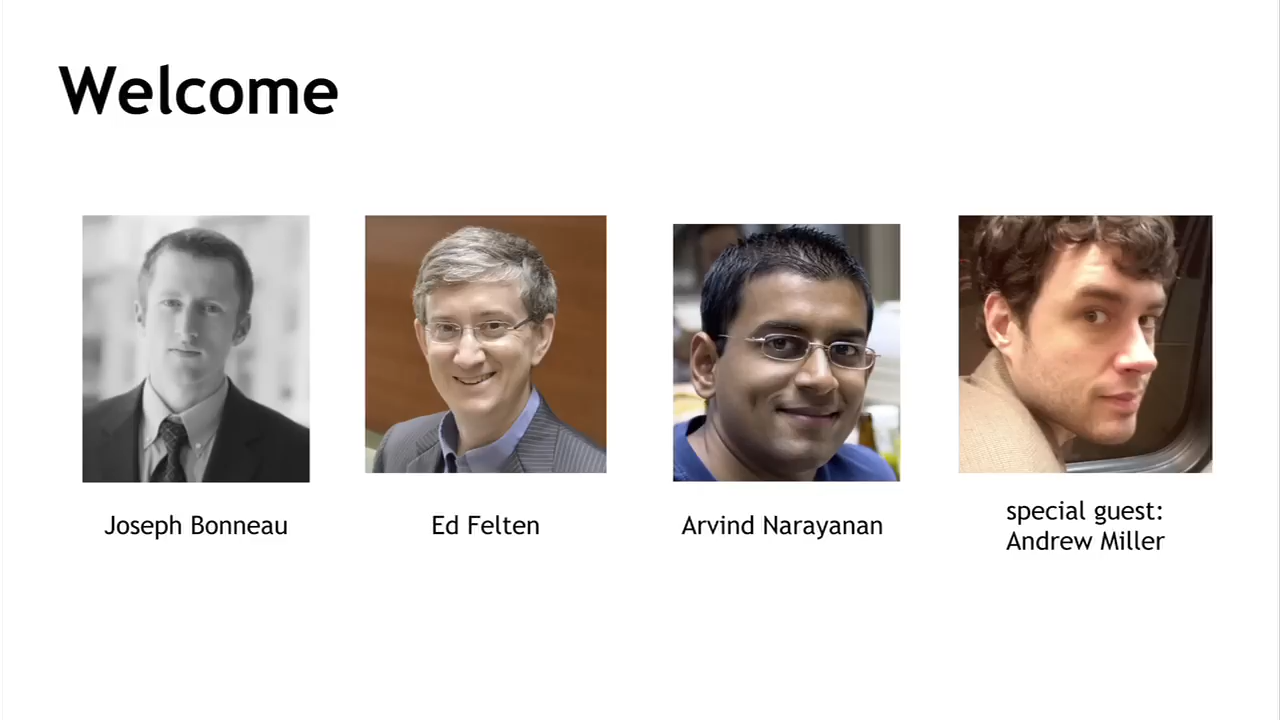 Welcome
Joseph Bonneau
Ed Felten
Arvind Narayanan
special guest:
Andrew Miller